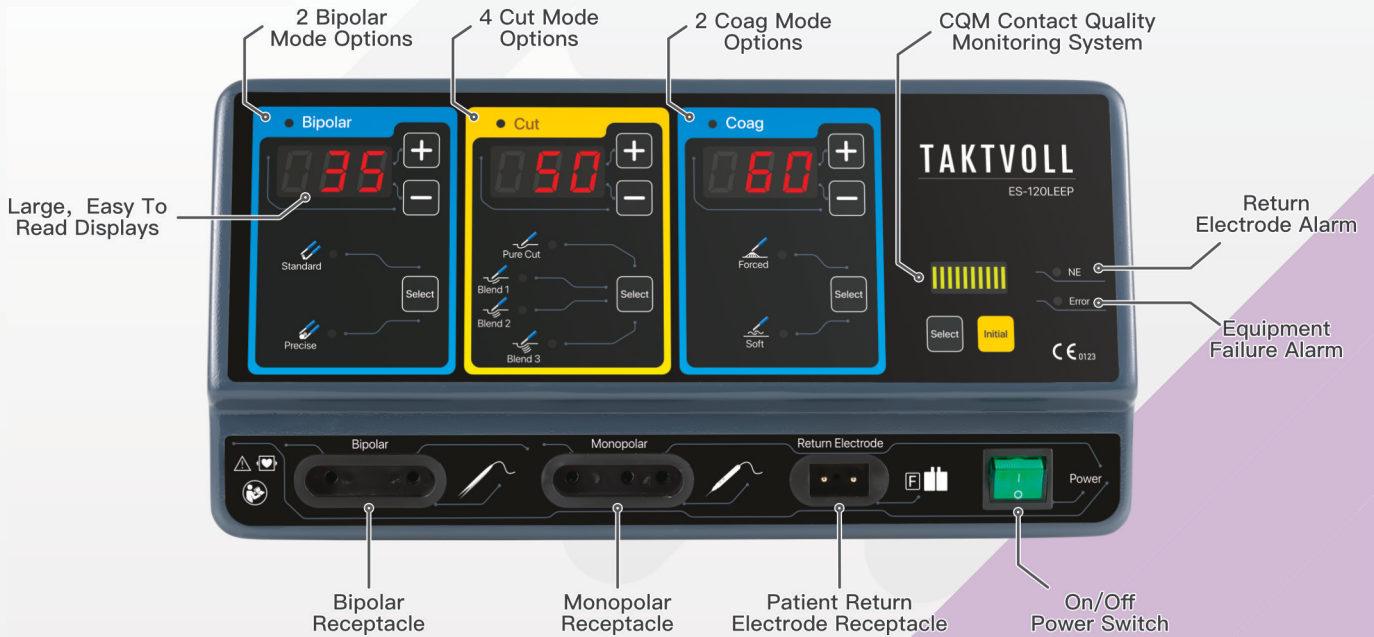 2 Bipolar
Mode Options
4 Cut Mode
Options
2 Coag Mode
Options
CQM Contact Quality
Monitoring System
Bipolar
Cut
Coag
35
50
60
TAKTVOLL
ES-120LEEP
Large, Easy To
Read Displays
Return
Electrode Alarm
Standard
Pure Cut
Forced
NE
Select
Blend 1
Select
Select
Error
Blend 2
Precise
Blend 3
Soft
Select
Initial
CE 0123
Equipment
Failure Alarm
Bipolar
Monopolar
Return Electrode
F
Power
Bipolar
Receptacle
Monopolar
Receptacle
Patient Return
Electrode Receptacle
On/Off
Power Switch